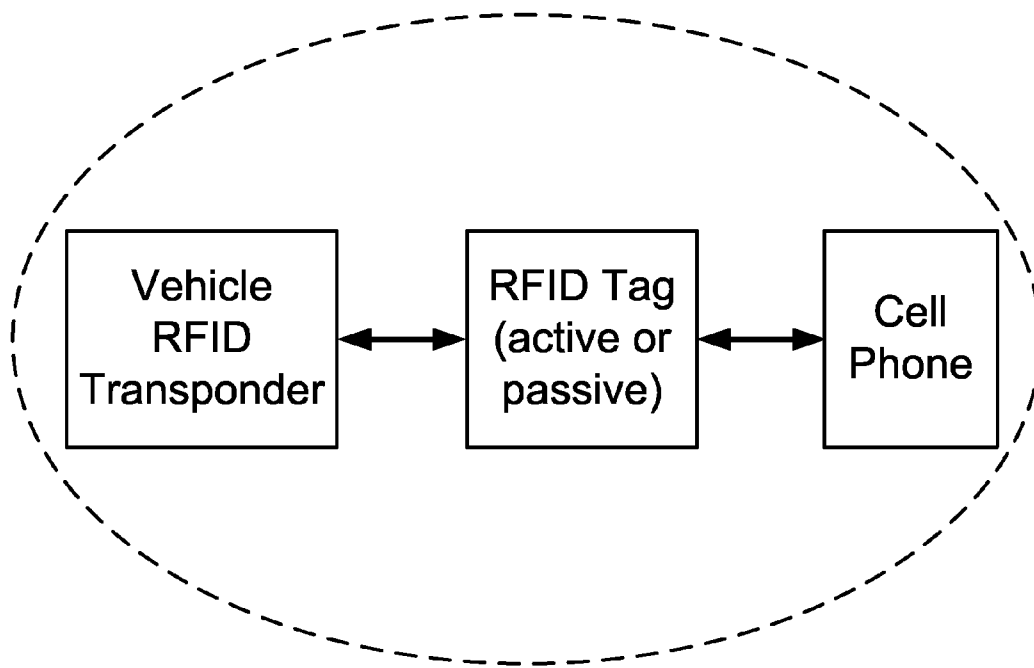 Vehicle
RFID
Transponder
RFID Tag
(active or
passive)
Cell
Phone